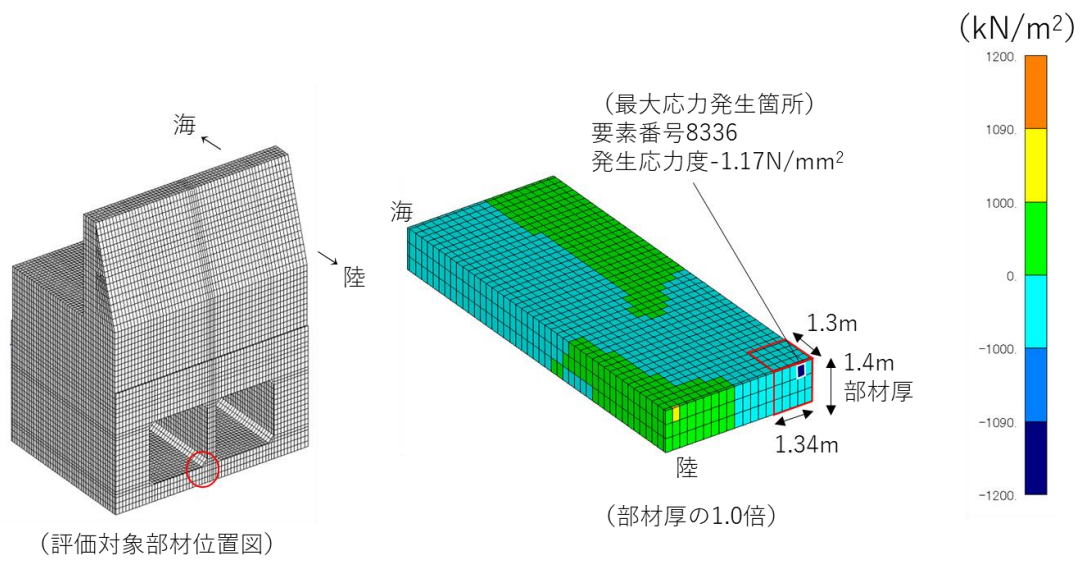 （kN/m²）
1200.
1090.
1000.
0.
-1000.
-1090.
-1200.
（最大応力発生箇所）
要素番号8336
発生応力度-1.17N/mm²
海
陸
（評価対象部材位置図）
海
1.3m
1.4m
部材厚
1.34m
陸
（部材厚の1.0倍）